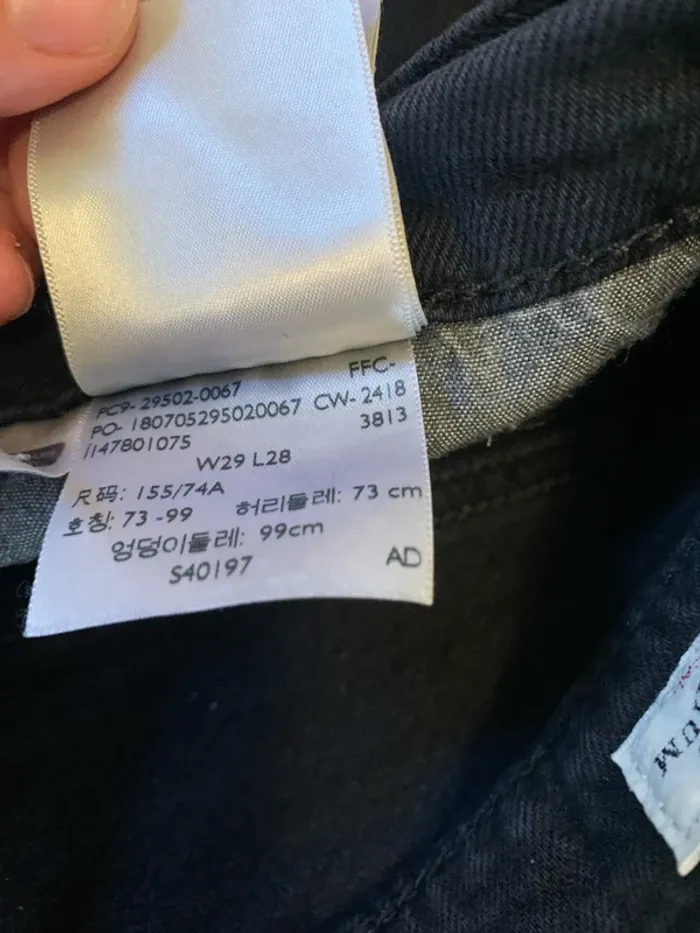 FFC-
PC9- 29502-0067
PO- 180705295020067 CW- 2418
i147801075 3813
W29 L28
尺码: 155/74A
호칭: 73 -99 허리둘레: 73 cm
엉덩이둘레: 99cm
S40197 AD
UM